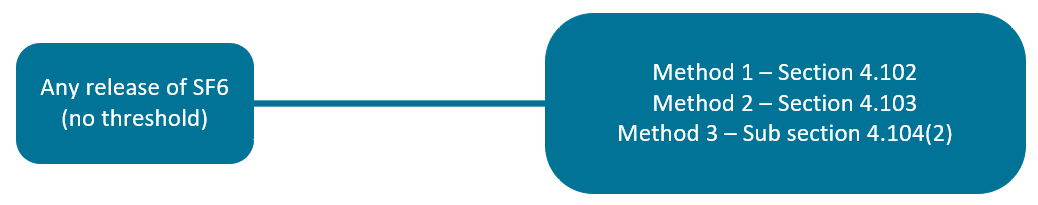 Any release of SF6
(no threshold)
Method 1 – Section 4.102
Method 2 – Section 4.103
Method 3 – Sub section 4.104(2)